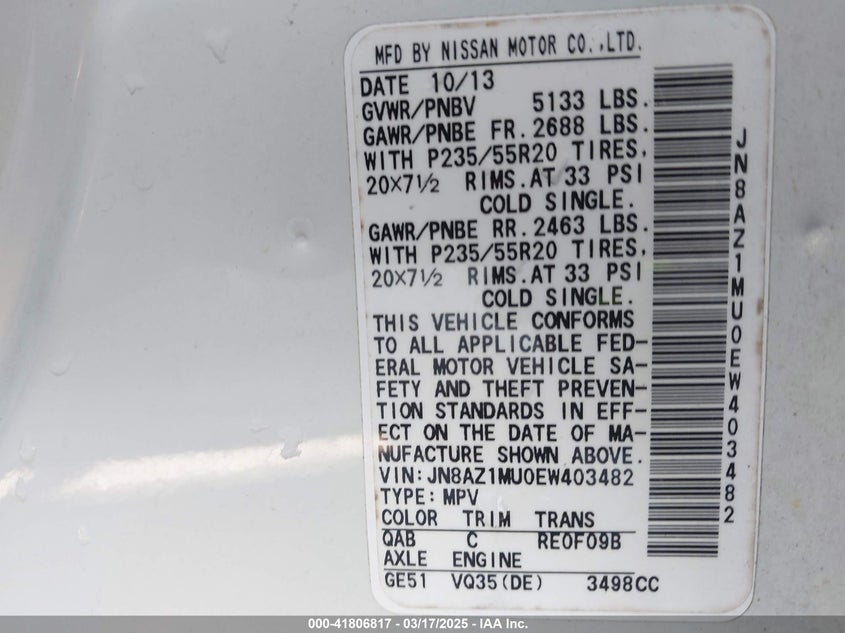 MFD BY NISSAN MOTOR CO.,LTD.
DATE 10/13
GVWR/PNBV 5133 LBS.
GAWR/PNBE FR. 2688 LBS.
WITH P235/55R20 TIRES,
20×7½ RIMS.AT 33 PSI
COLD SINGLE.
GAWR/PNBE RR. 2463 LBS.
WITH P235/55R20 TIRES,
20×7½ RIMS.AT 33 PSI
COLD SINGLE.
THIS VEHICLE CONFORMS
TO ALL APPLICABLE FED-
ERAL MOTOR VEHICLE SA-
FETY AND THEFT PREVEN-
TION STANDARDS IN EFF-
ECT ON THE DATE OF MA-
NUFACTURE SHOWN ABOVE.
VIN:JN8AZ1MU0EW403482
TYPE:MPV
COLOR TRIM TRANS
QAB C RE0F09B
AXLE ENGINE
GE51 VQ35(DE) 3498CC
JN8AZ1MU0EW403482
000-41806817 - 03/17/2025 - IAA Inc.